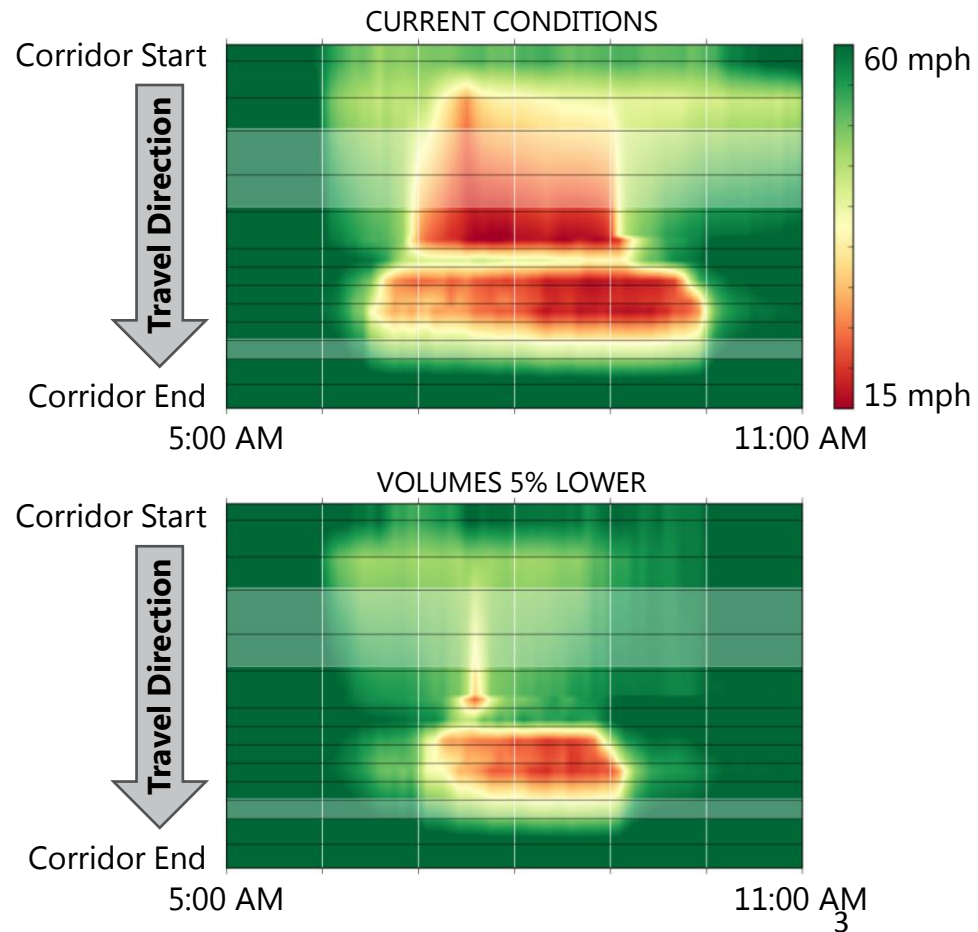 CURRENT CONDITIONS
Corridor Start
60 mph
Travel Direction
Corridor End
15 mph
5:00 AM
11:00 AM
VOLUMES 5% LOWER
Corridor Start
Travel Direction
Corridor End
5:00 AM
11:00 AM
3